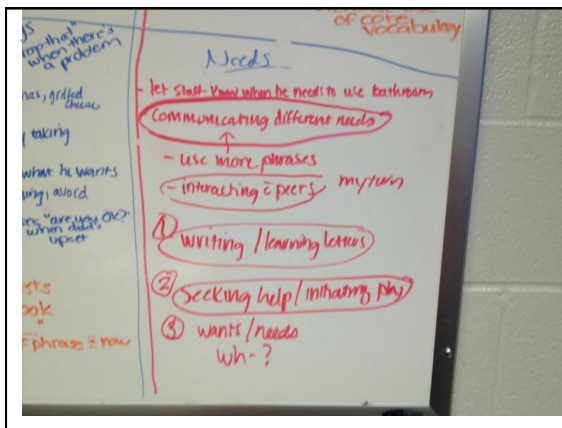 when there's
a problem
grilled
cheese
taking
what he wants
avoid
"are you OK?"
when dad's
upset
phrase
now
of core
vocabulary
Needs
- let staff know when he needs to use bathroom
Communicating different needs
↑
- use more phrases
- interacting c̄ peers my turn
① - writing / learning letters
② seeking help / initiating play
③ wants/needs
wh- ?